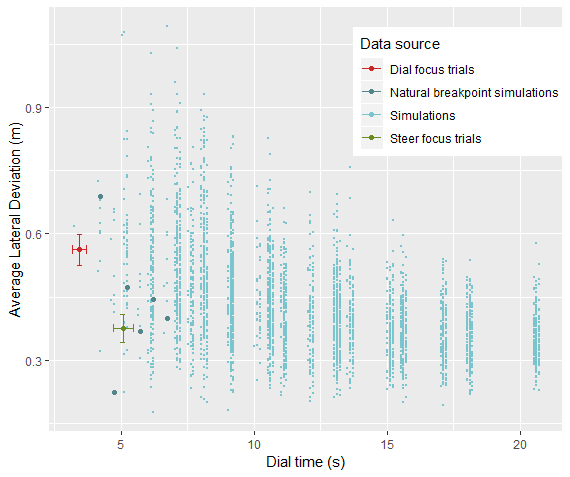 Data source
Dial focus trials
Natural breakpoint simulations
Simulations
Steer focus trials
Average Lateral Deviation (m)
0.9
0.6
0.3
5
10
15
20
Dial time (s)